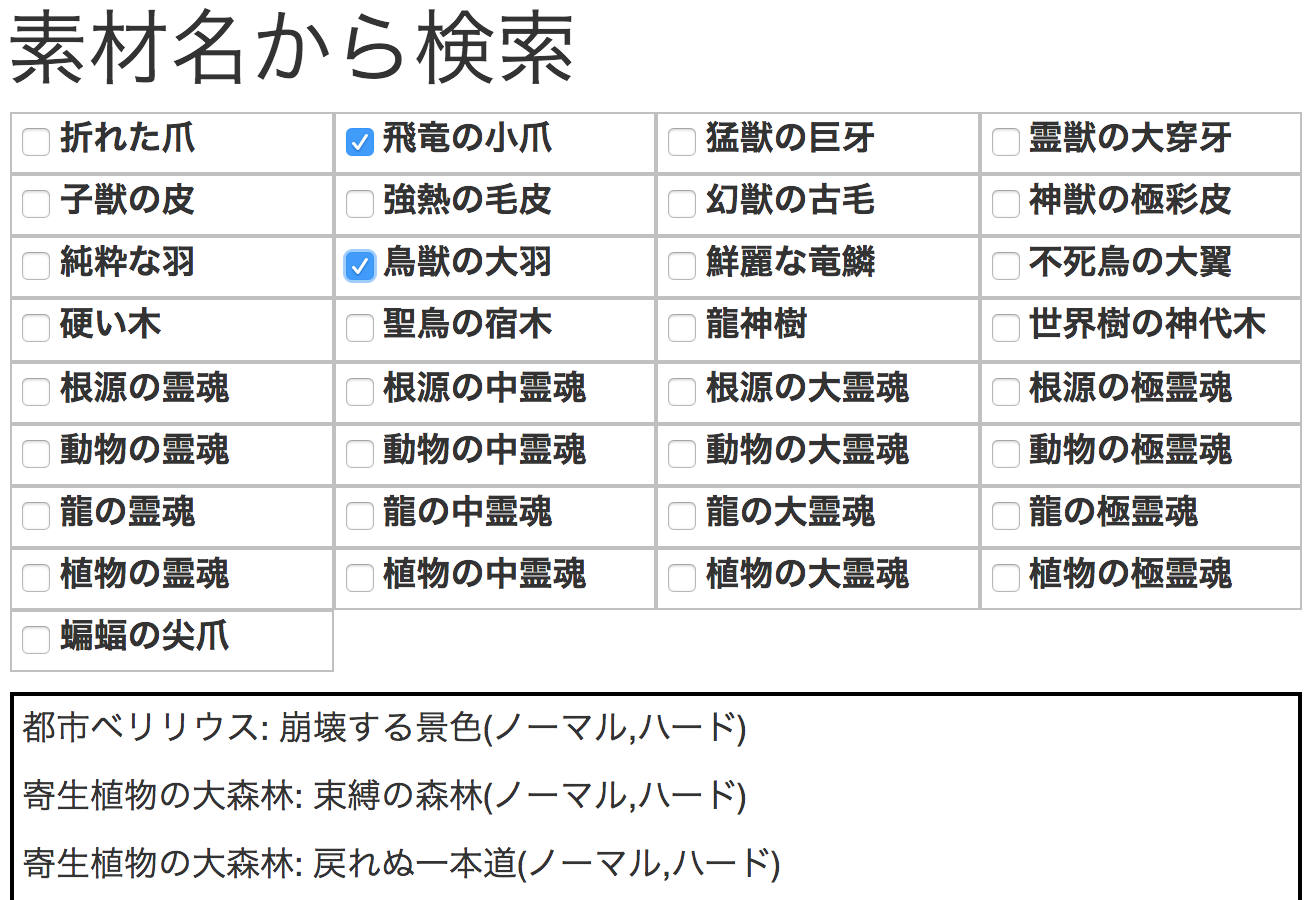 素材名から検索
折れた爪 飛竜の小爪 猛獣の巨牙 霊獣の大穿牙
子獣の皮 強熱の毛皮 幻獣の古毛 神獣の極彩皮
純粋な羽 鳥獣の大羽 鮮麗な竜鱗 不死鳥の大翼
硬い木 聖鳥の宿木 龍神樹 世界樹の神代木
根源の霊魂 根源の中霊魂 根源の大霊魂 根源の極霊魂
動物の霊魂 動物の中霊魂 動物の大霊魂 動物の極霊魂
龍の霊魂 龍の中霊魂 龍の大霊魂 龍の極霊魂
植物の霊魂 植物の中霊魂 植物の大霊魂 植物の極霊魂
蝙蝠の尖爪
都市ベリリウス: 崩壊する景色(ノーマル,ハード)
寄生植物の大森林: 束縛の森林(ノーマル,ハード)
寄生植物の大森林: 戻れぬ一本道(ノーマル,ハード)